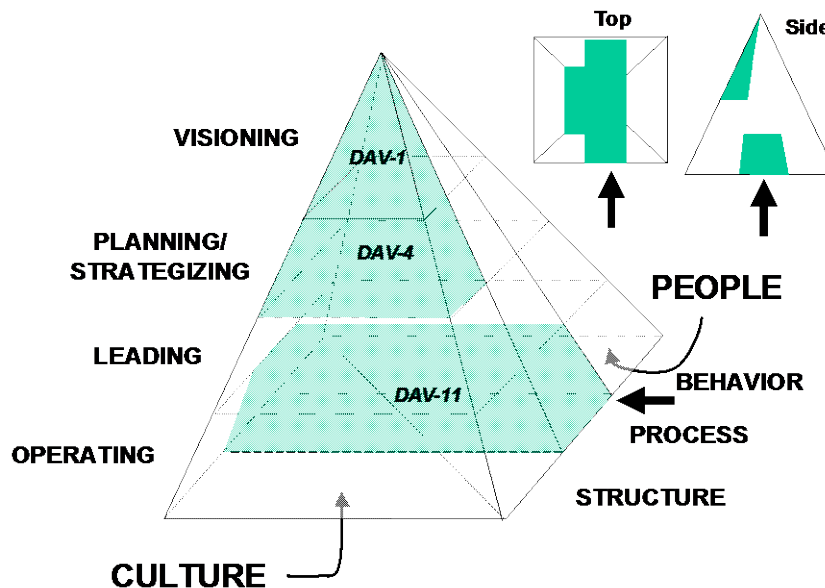 Top
Side
VISIONING
DAV-1
PLANNING/
STRATEGIZING
DAV-4
PEOPLE
LEADING
BEHAVIOR
DAV-11
PROCESS
OPERATING
STRUCTURE
CULTURE